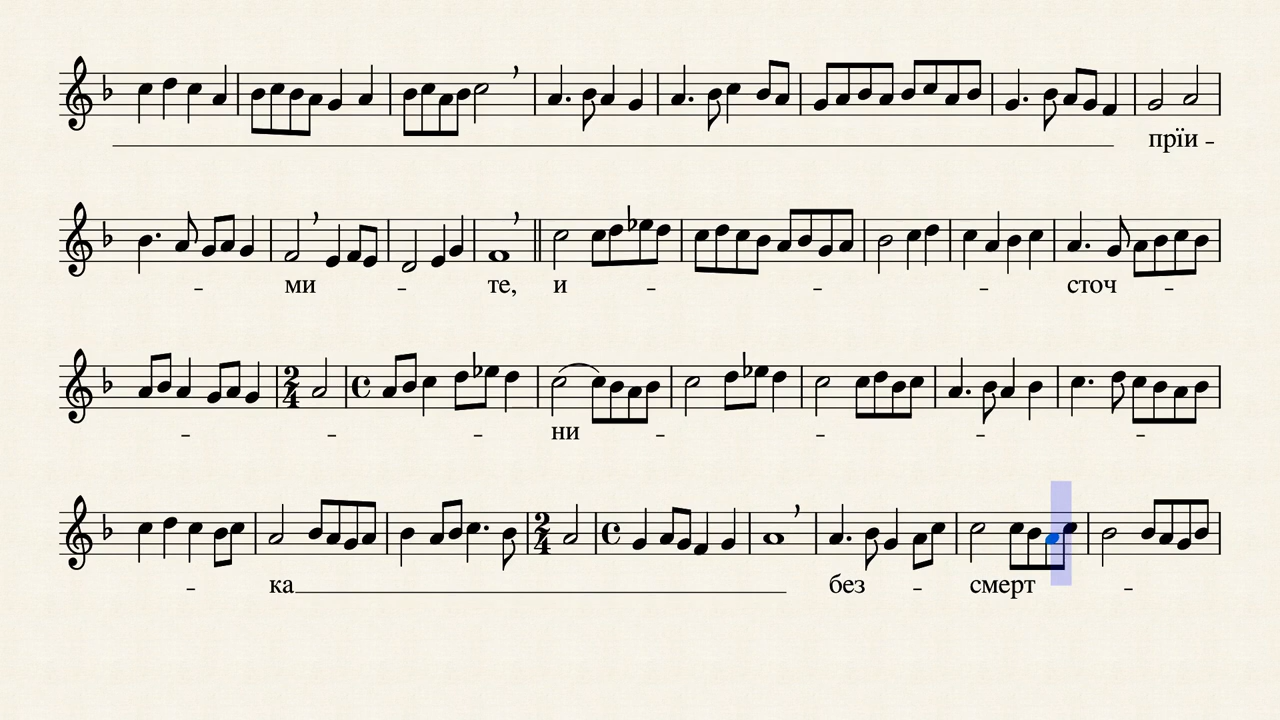 прїи -
- ми - те, и - - - сточ -
- - - ни - - - -
- ка без - смерт -